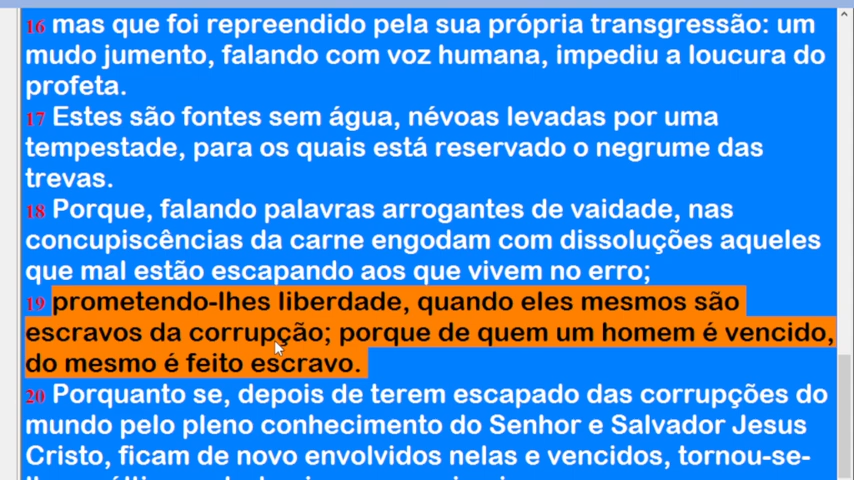 16 mas que foi repreendido pela sua própria transgressão: um
mudo jumento, falando com voz humana, impediu a loucura do
profeta.
17 Estes são fontes sem água, névoas levadas por uma
tempestade, para os quais está reservado o negrume das
trevas.
18 Porque, falando palavras arrogantes de vaidade, nas
concupiscências da carne engodam com dissoluções aqueles
que mal estão escapando aos que vivem no erro;
19 prometendo-lhes liberdade, quando eles mesmos são
escravos da corrupção; porque de quem um homem é vencido,
do mesmo é feito escravo.
20 Porquanto se, depois de terem escapado das corrupções do
mundo pelo pleno conhecimento do Senhor e Salvador Jesus
Cristo, ficam de novo envolvidos nelas e vencidos, tornou-se-